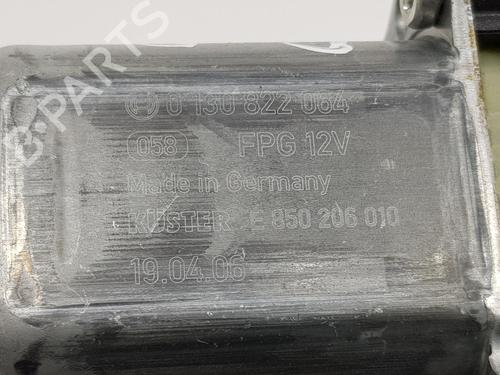 B-PARTS
0 130 822 064
058 FPG 12V
Made in Germany
KÜSTER E 850 206 010
19.04.06